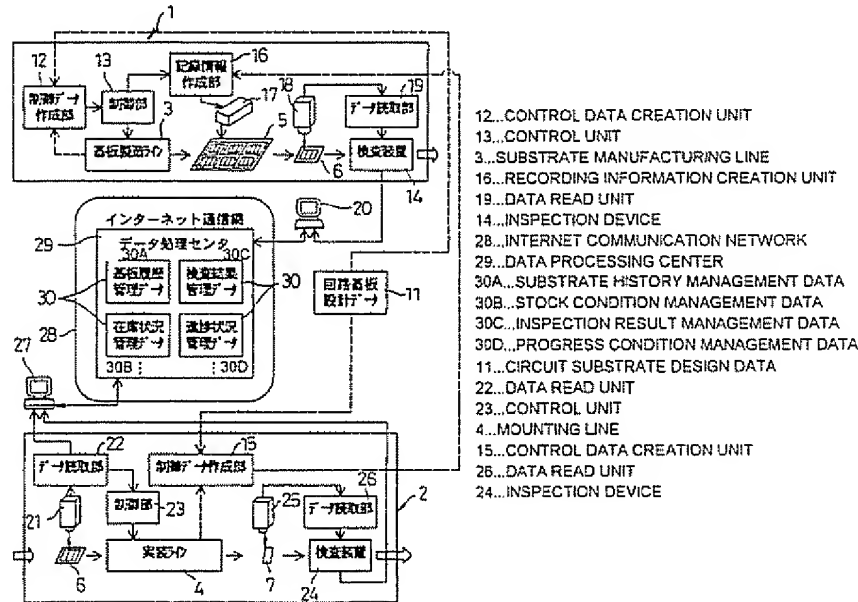 1
12
13
16
制御データ
作成部
制御部
記録情報
作成部
17
18
19
データ読取部
3
5
基板製造ライン
6
検査装置
14
インターネット通信網
20
29
データ処理センタ
30A
30C
30
基板履歴
管理データ
検査結果
管理データ
30
28
在庫状況
管理データ
進捗状況
管理データ
30B
30D
回路基板
設計データ
11
27
22
15
データ読取部
制御データ作成部
26
2
21
制御部
23
25
データ読取部
6
実装ライン
4
7
検査装置
24
12...CONTROL DATA CREATION UNIT
13...CONTROL UNIT
3...SUBSTRATE MANUFACTURING LINE
16...RECORDING INFORMATION CREATION UNIT
19...DATA READ UNIT
14...INSPECTION DEVICE
28...INTERNET COMMUNICATION NETWORK
29...DATA PROCESSING CENTER
30A...SUBSTRATE HISTORY MANAGEMENT DATA
30B...STOCK CONDITION MANAGEMENT DATA
30C...INSPECTION RESULT MANAGEMENT DATA
30D...PROGRESS CONDITION MANAGEMENT DATA
11...CIRCUIT SUBSTRATE DESIGN DATA
22...DATA READ UNIT
23...CONTROL UNIT
4...MOUNTING LINE
15...CONTROL DATA CREATION UNIT
26...DATA READ UNIT
24...INSPECTION DEVICE